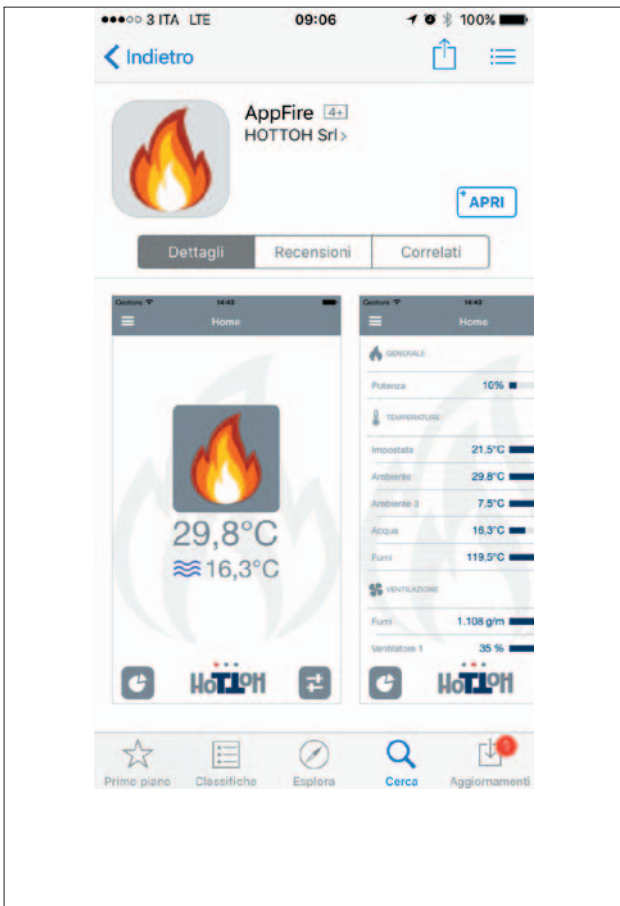 3 ITA LTE 09:06 100%
Indietro
AppFire 4+
HOTTOH Srl >
+ APRI
Dettagli Recensioni Correlati
Gestore 14:43
Home
29,8°C
16,3°C
HOTTOH
Gestore 14:43
Home
GENERALE
Potenza 10%
TEMPERATURE
Impostata 21.5°C
Ambiente 29.8°C
Ambiente 3 7.5°C
Acqua 16.3°C
Fumi 119.5°C
VENTILAZIONE
Fumi 1.108 g/m
Ventilatore 1 35 %
HOTTOH
Primo piano Classifiche Esplora Cerca Aggiornamenti